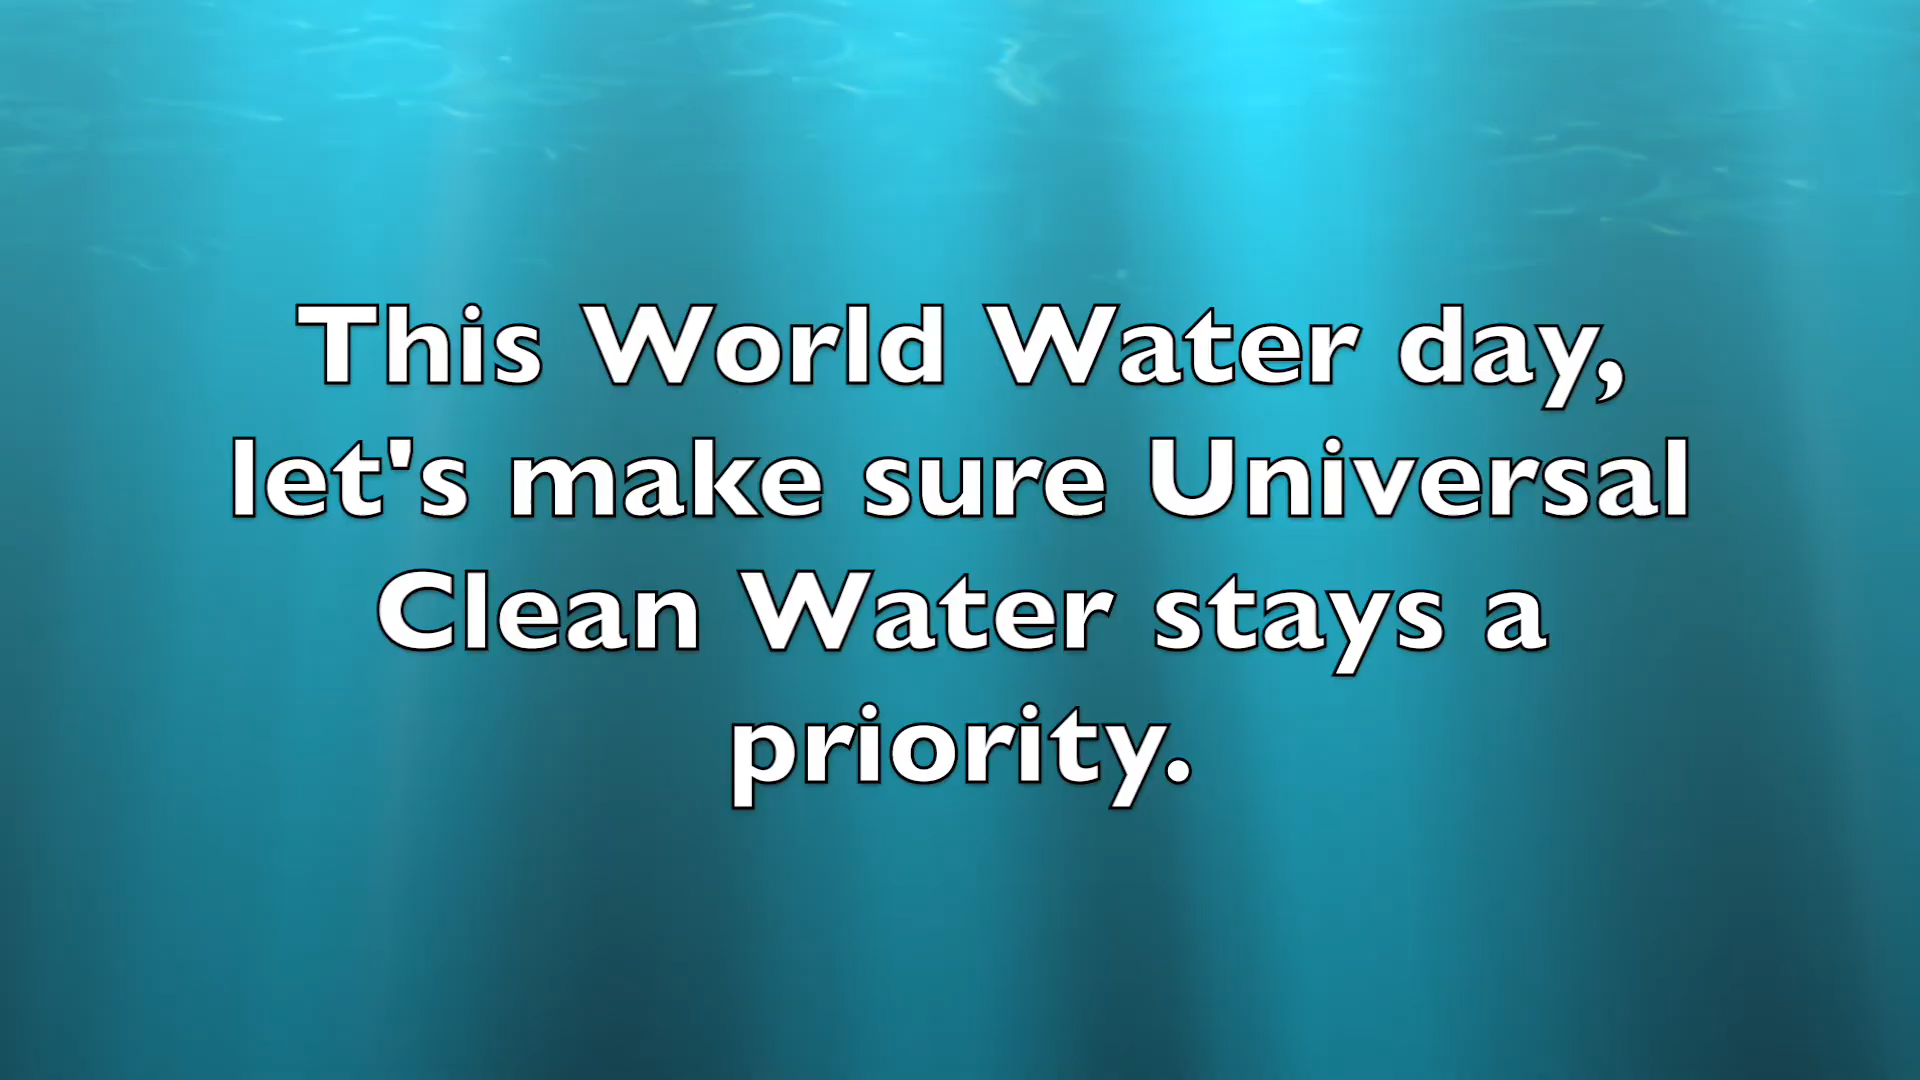 This World Water day,
let's make sure Universal
Clean Water stays a
priority.